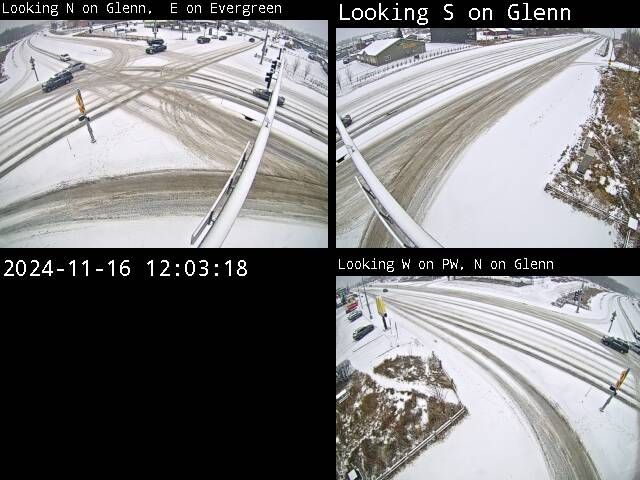 Looking N on Glenn,  E on Evergreen
Looking S on Glenn
2024-11-16 12:03:18
Looking W on PW, N on Glenn